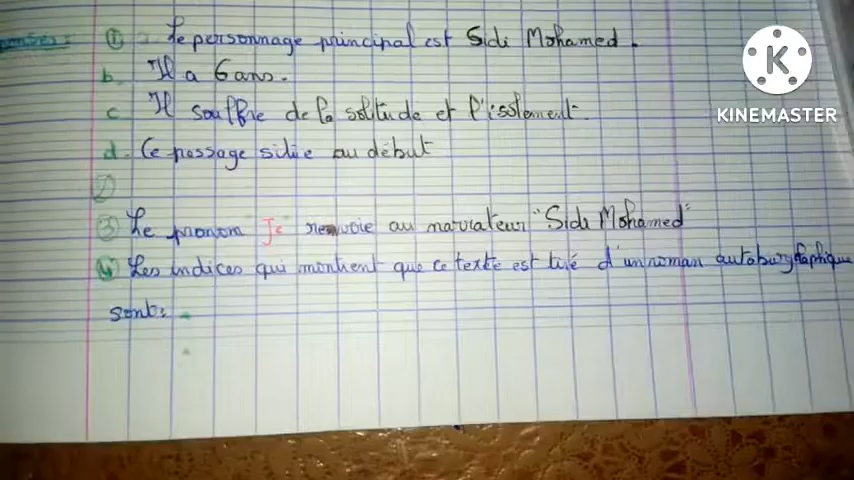 ① Le personnage principal est Sidi Mohamed.
b. Il a 6 ans.
c Il souffre de la solitude et l'isolement.
d. Ce passage situe au début
②
③ Le pronom Je renvoie au narrateur "Sidi Mohamed"
④ Les indices qui montrent que ce texte est tiré d'un roman autobiographique
sont:
KINEMASTER